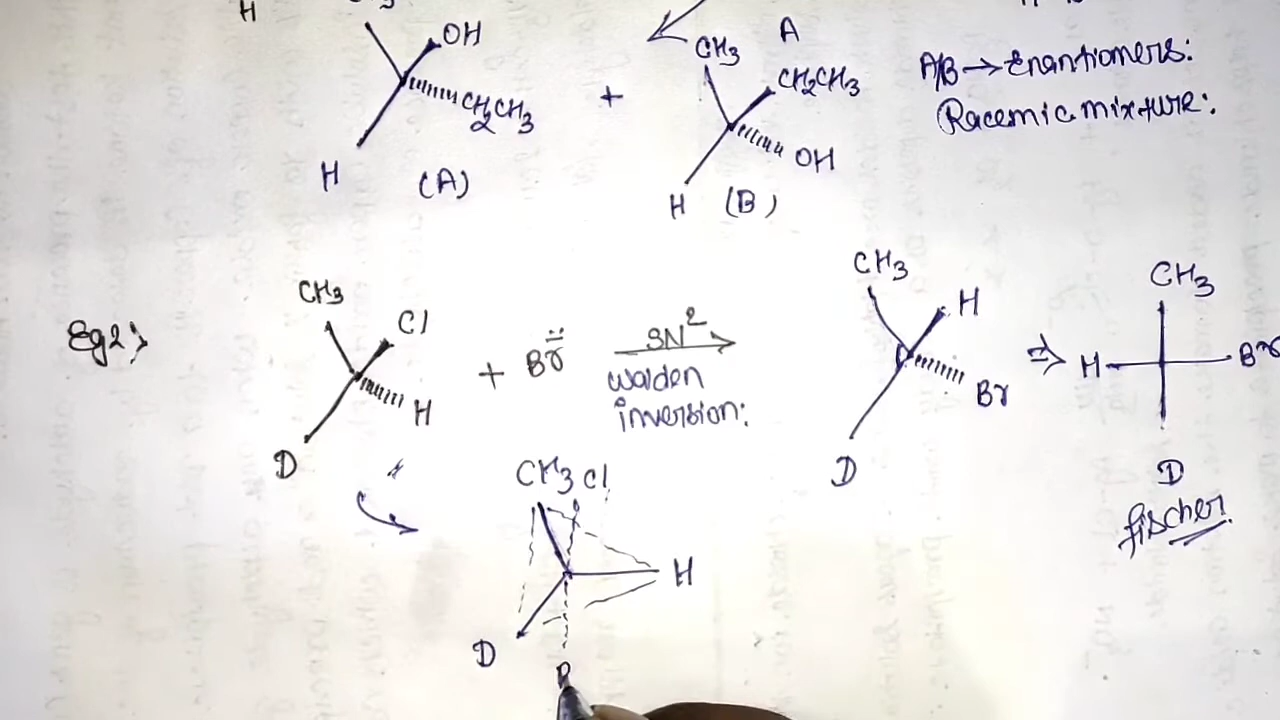 H
OH
CH2CH3
H
(A)
+
A
CH3
CH2CH3
OH
H
(B)
A/B → Enantiomers:
Racemic mixture:
Eg2>
CH3
Cl
H
D
+ Br
SN2
walden
inversion:
CH3
H
Br
D
⇒
CH3
H
Br
D
fischer
CH3 Cl
H
D